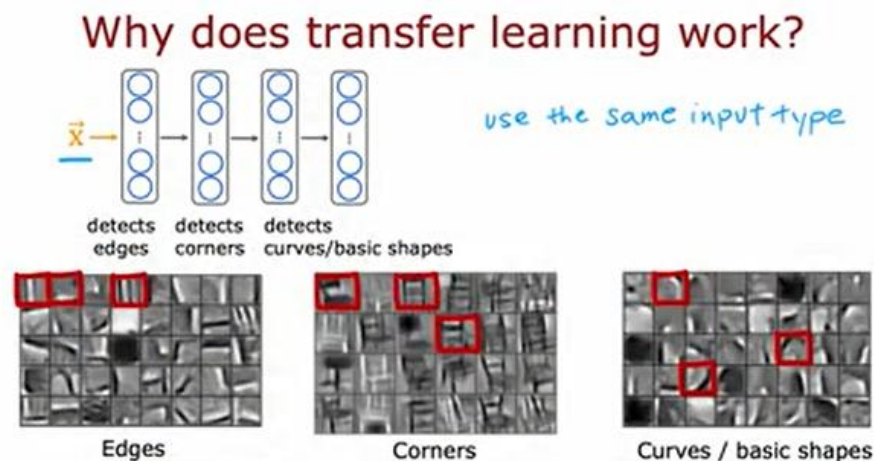 Why does transfer learning work?
x
use the same input type
detects edges
detects corners
detects curves/basic shapes
Edges
Corners
Curves / basic shapes